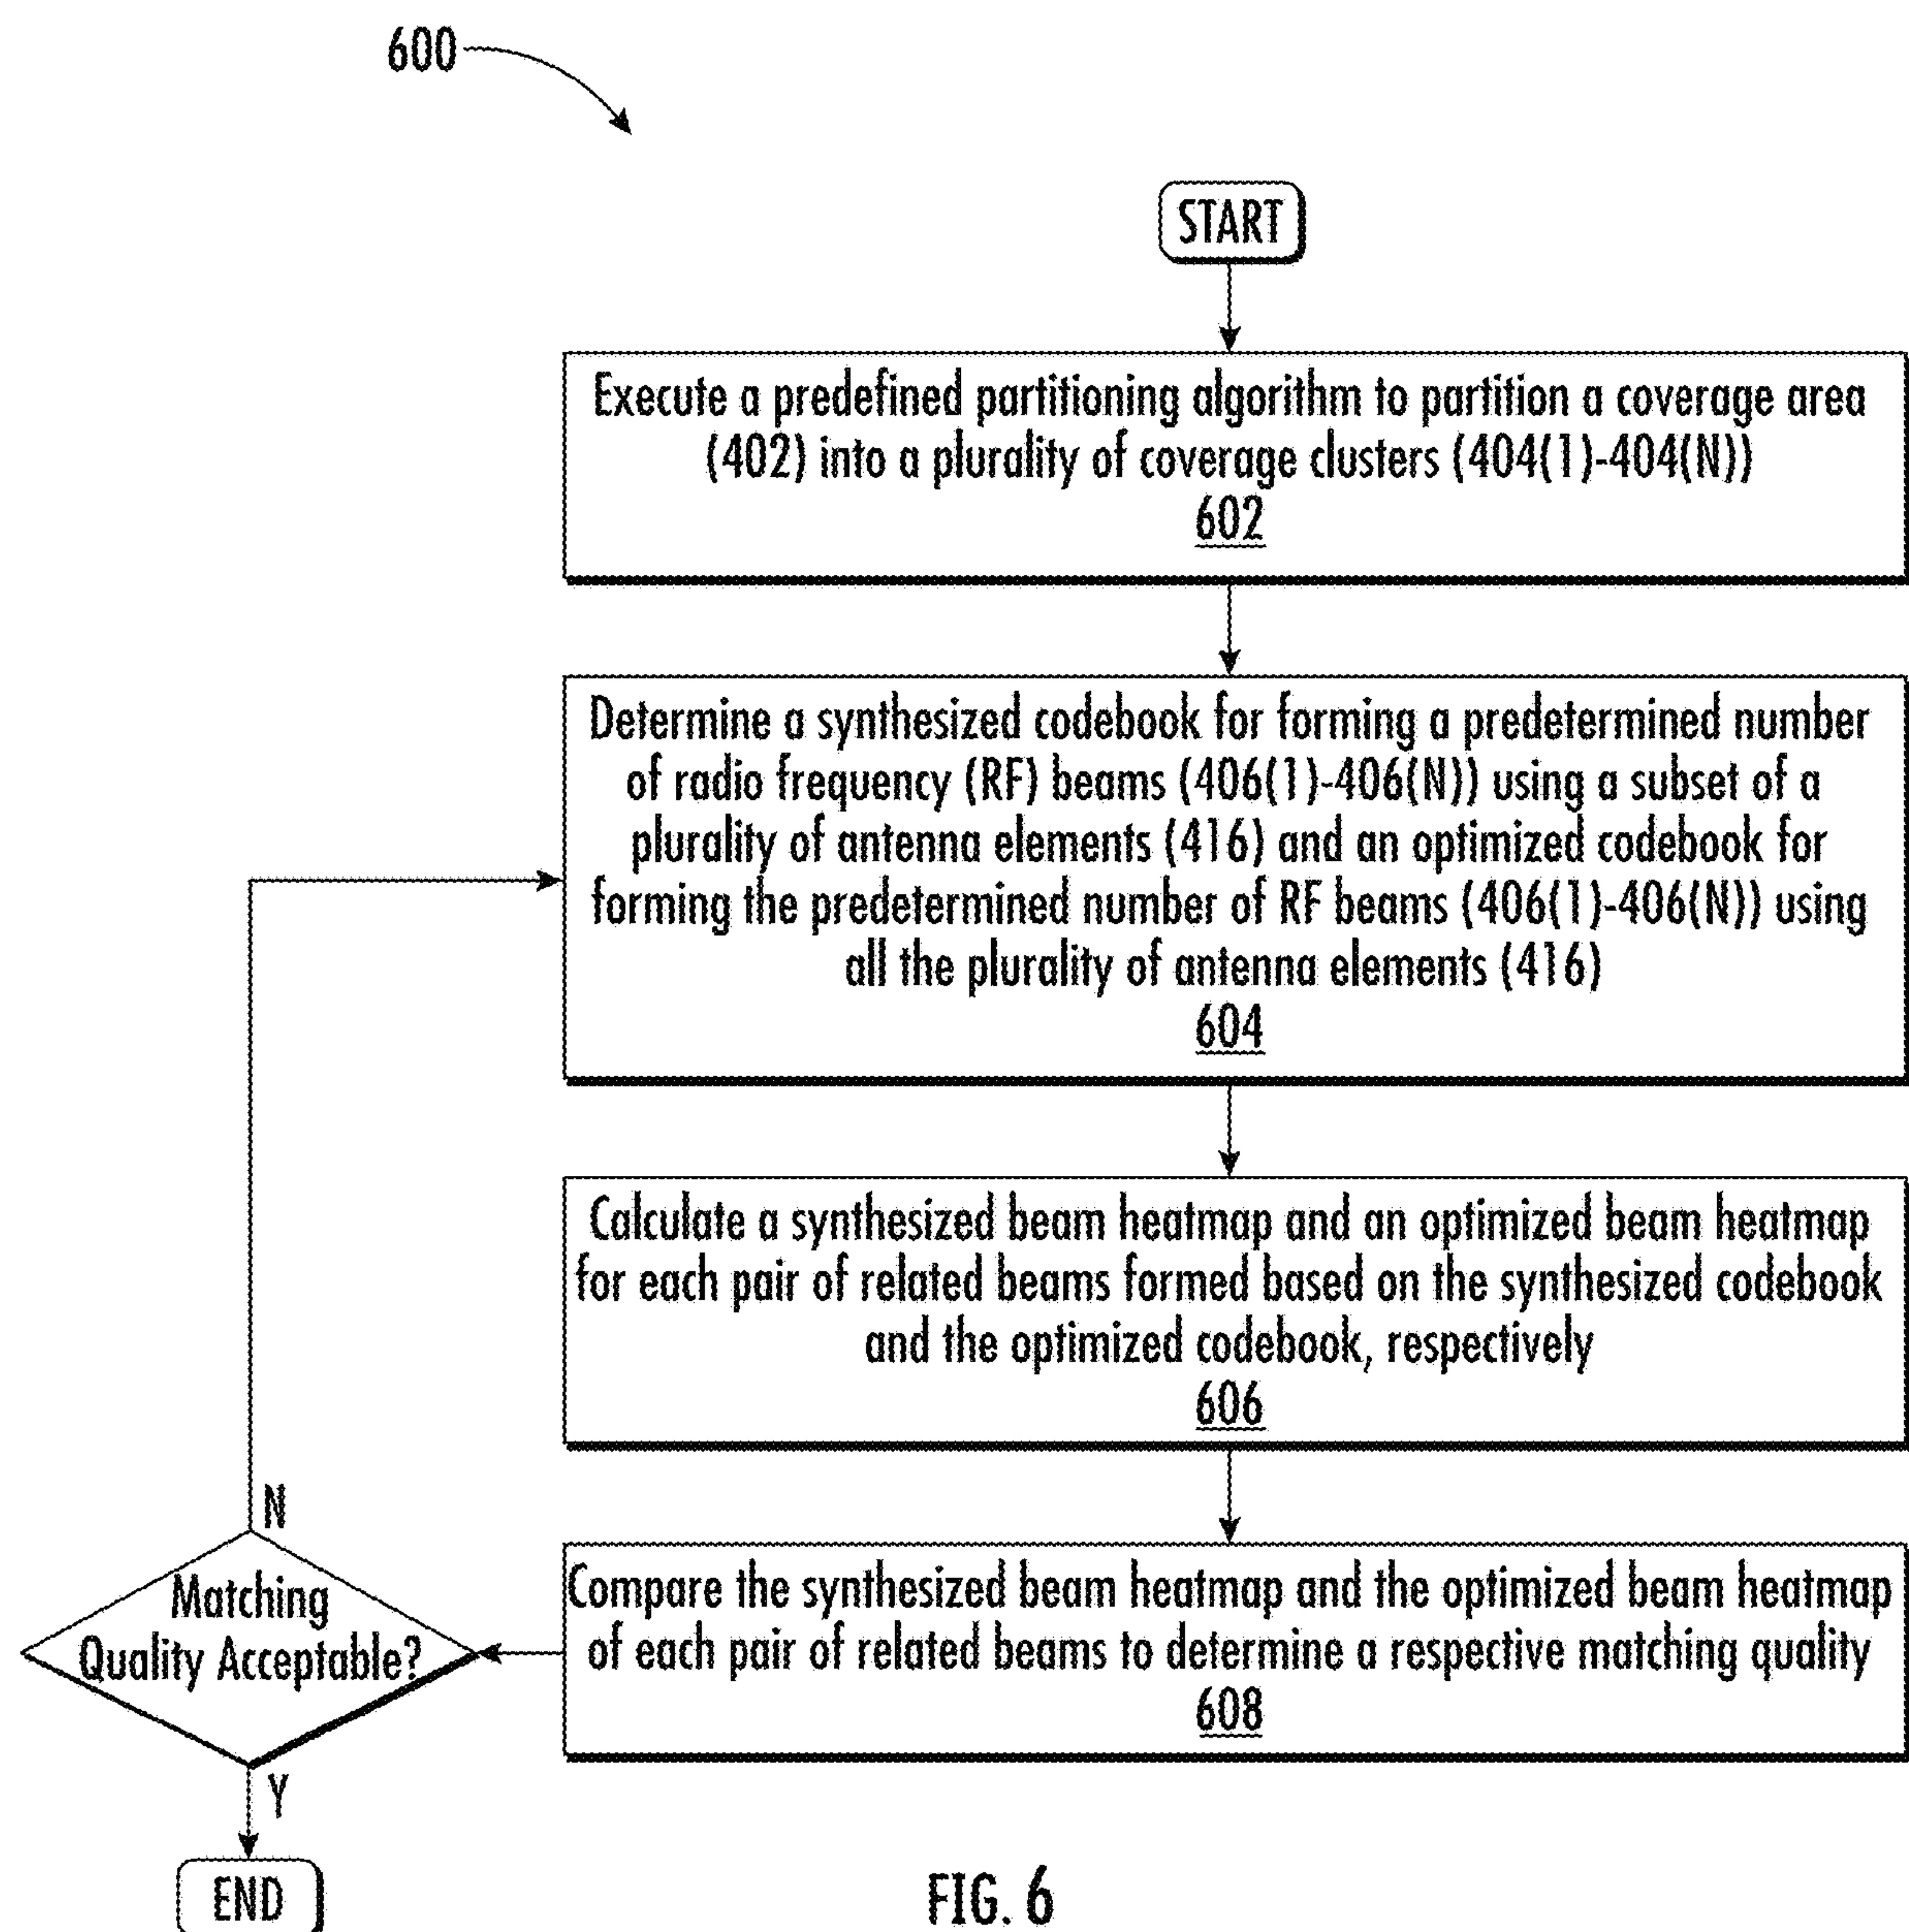 600
START
Execute a predefined partitioning algorithm to partition a coverage area
(402) into a plurality of coverage clusters (404(1)-404(N))
602
Determine a synthesized codebook for forming a predetermined number
of radio frequency (RF) beams (406(1)-406(N)) using a subset of a
plurality of antenna elements (416) and an optimized codebook for
forming the predetermined number of RF beams (406(1)-406(N)) using
all the plurality of antenna elements (416)
604
Calculate a synthesized beam heatmap and an optimized beam heatmap
for each pair of related beams formed based on the synthesized codebook
and the optimized codebook, respectively
606
Compare the synthesized beam heatmap and the optimized beam heatmap
of each pair of related beams to determine a respective matching quality
608
N
Matching
Quality Acceptable?
Y
END
FIG. 6